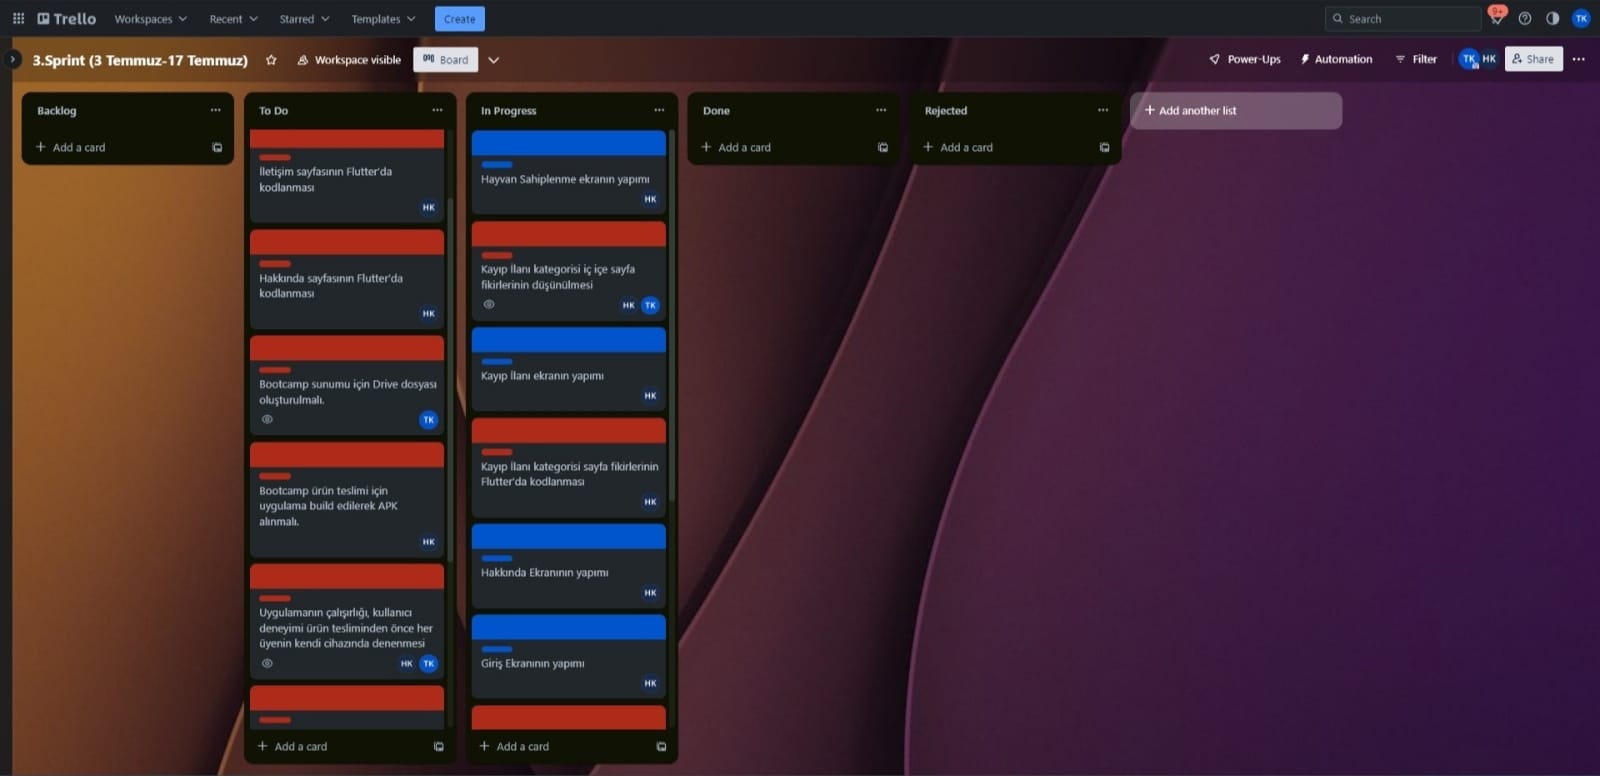 Trello Workspaces Recent Starred Templates Create Search 9+ TK
3.Sprint (3 Temmuz-17 Temmuz) Workspace visible Board Power-Ups Automation Filter TK HK Share
Backlog
Add a card
To Do
İletişim sayfasının Flutter'da
kodlanması
HK
Hakkında sayfasının Flutter'da
kodlanması
HK
Bootcamp sunumu için Drive dosyası
oluşturulmalı.
TK
Bootcamp ürün teslimi için
uygulama build edilerek APK
alınmalı.
HK
Uygulamanın çalışırlığı, kullanıcı
deneyimi ürün tesliminden önce her
üyenin kendi cihazında denenmesi
HK TK
Add a card
In Progress
Hayvan Sahiplenme ekranın yapımı
HK
Kayıp İlanı kategorisi iç içe sayfa
fikirlerinin düşünülmesi
HK TK
Kayıp İlanı ekranın yapımı
HK
Kayıp İlanı kategorisi sayfa fikirlerinin
Flutter'da kodlanması
HK
Hakkında Ekranının yapımı
HK
Giriş Ekranının yapımı
HK
Add a card
Done
Add a card
Rejected
Add a card
Add another list